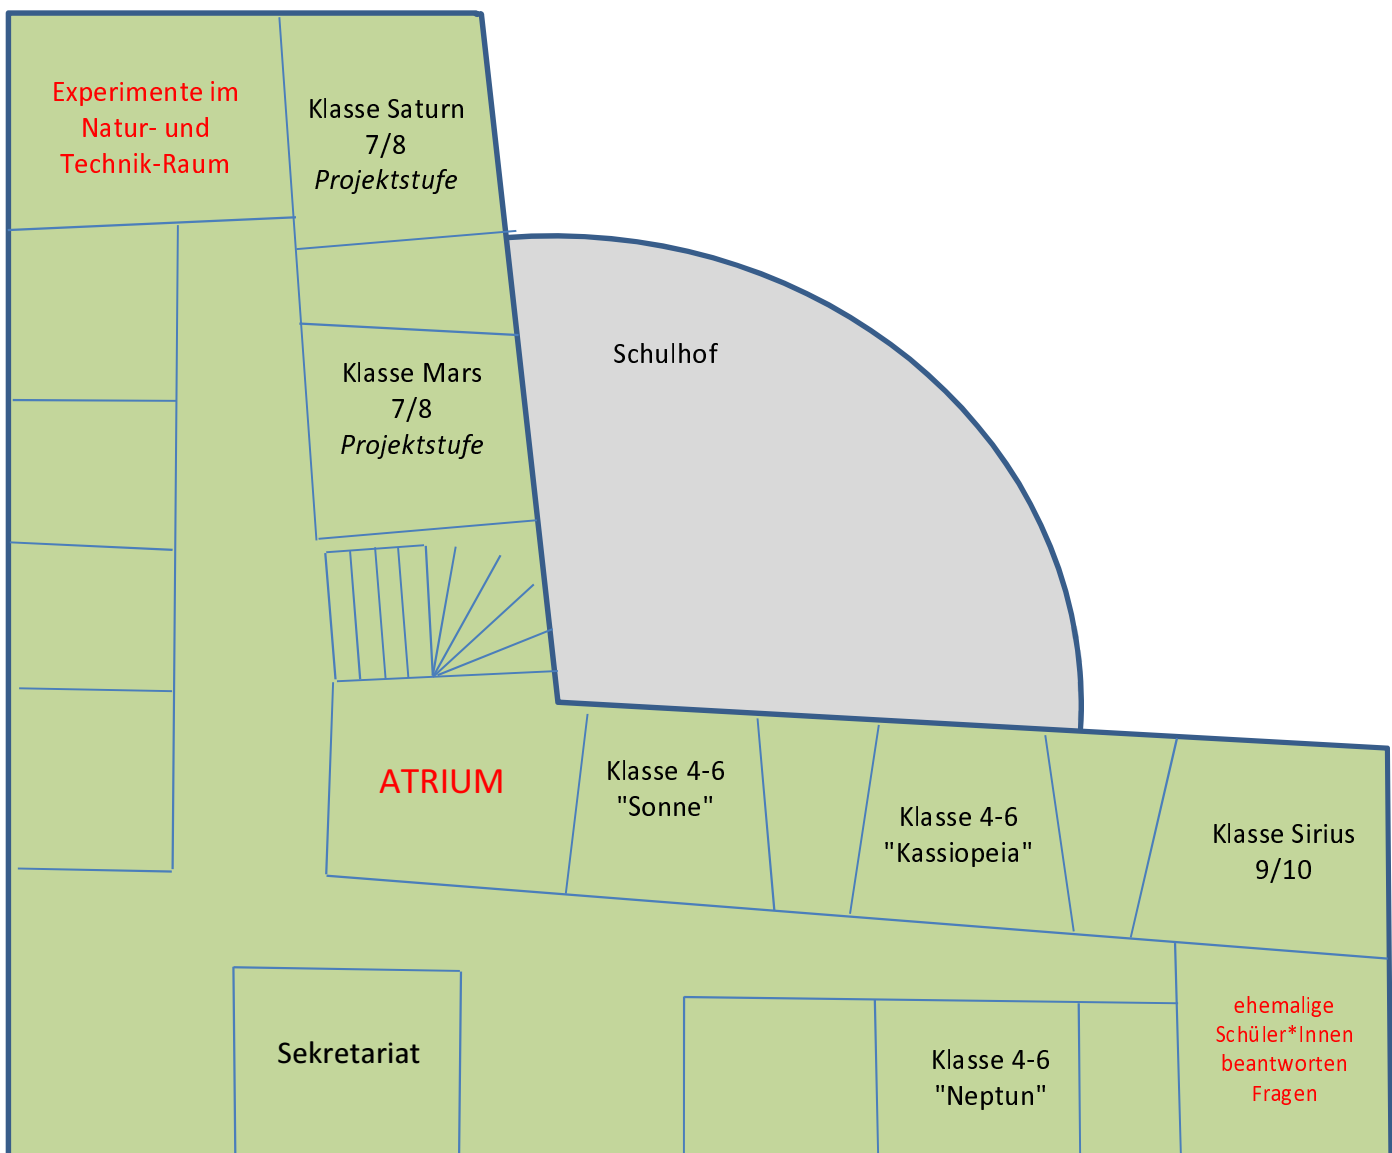 Experimente im
Natur- und
Technik-Raum
Klasse Saturn
7/8
Projektstufe
Schulhof
Klasse Mars
7/8
Projektstufe
ATRIUM
Klasse 4-6
"Sonne"
Klasse 4-6
"Kassiopeia"
Klasse Sirius
9/10
Sekretariat
Klasse 4-6
"Neptun"
ehemalige
Schüler*Innen
beantworten
Fragen